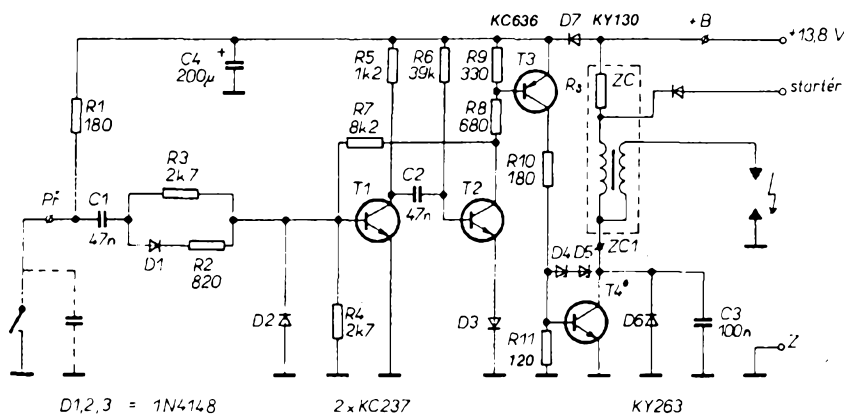 KC636 D7 KY130 +B +13,8 V
C4 200µ + R5 1k2 R6 39k R9 330 T3 Rs ZC startér
R1 180 R7 8k2 R8 680
R3 2k7 R10 180
Př C1 47n T1 C2 47n T2
D1 R2 820 ZC1
D4 D5
T4
D2 R4 2k7 D3 R11 120 D6 C3 100n Z
D1,2,3 = 1N4148 2xKC237 KY263